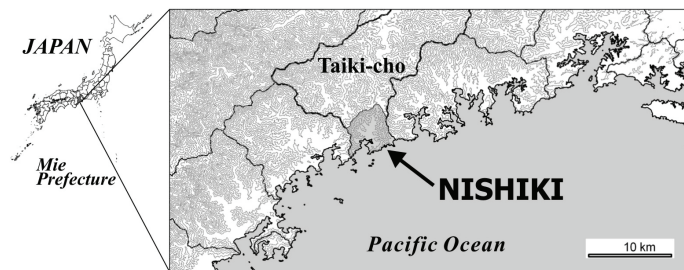 JAPAN
Mie
Prefecture
Taiki-cho
NISHIKI
Pacific Ocean
10 km